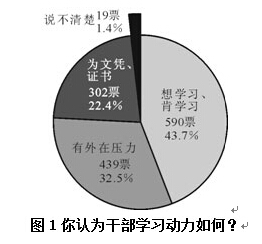 说不清楚
19票
1.4%
为文凭、
证书
302票
22.4%
想学习、
肯学习
590票
43.7%
有外在压力
439票
32.5%
图 1 你认为干部学习动力如何？